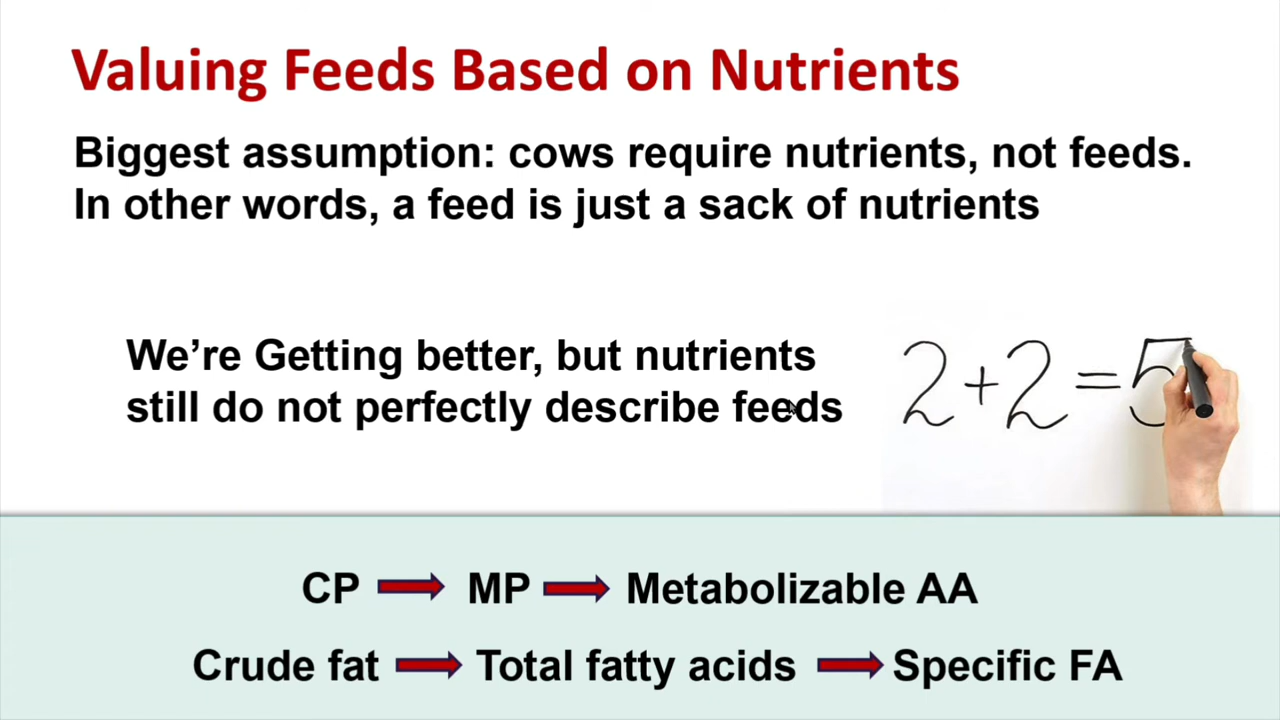 Valuing Feeds Based on Nutrients
Biggest assumption: cows require nutrients, not feeds.
In other words, a feed is just a sack of nutrients
We’re Getting better, but nutrients
still do not perfectly describe feeds
2+2=5
CP MP Metabolizable AA
Crude fat Total fatty acids Specific FA